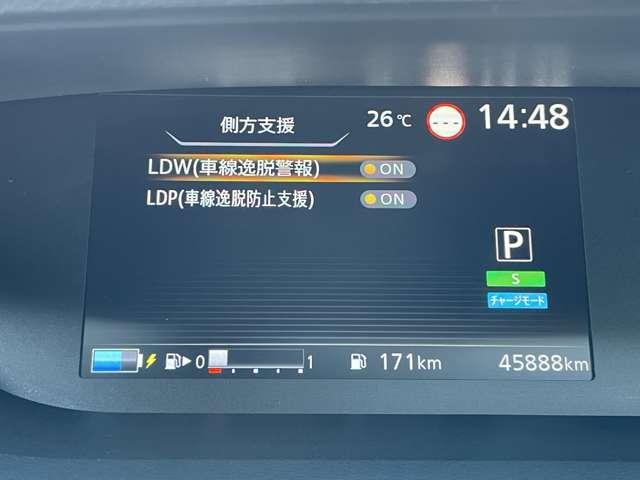 側方支援 26℃ --- 14:48
LDW(車線逸脱警報) ON
LDP(車線逸脱防止支援) ON
P
S
チャージモード
0 1 171km 45888km